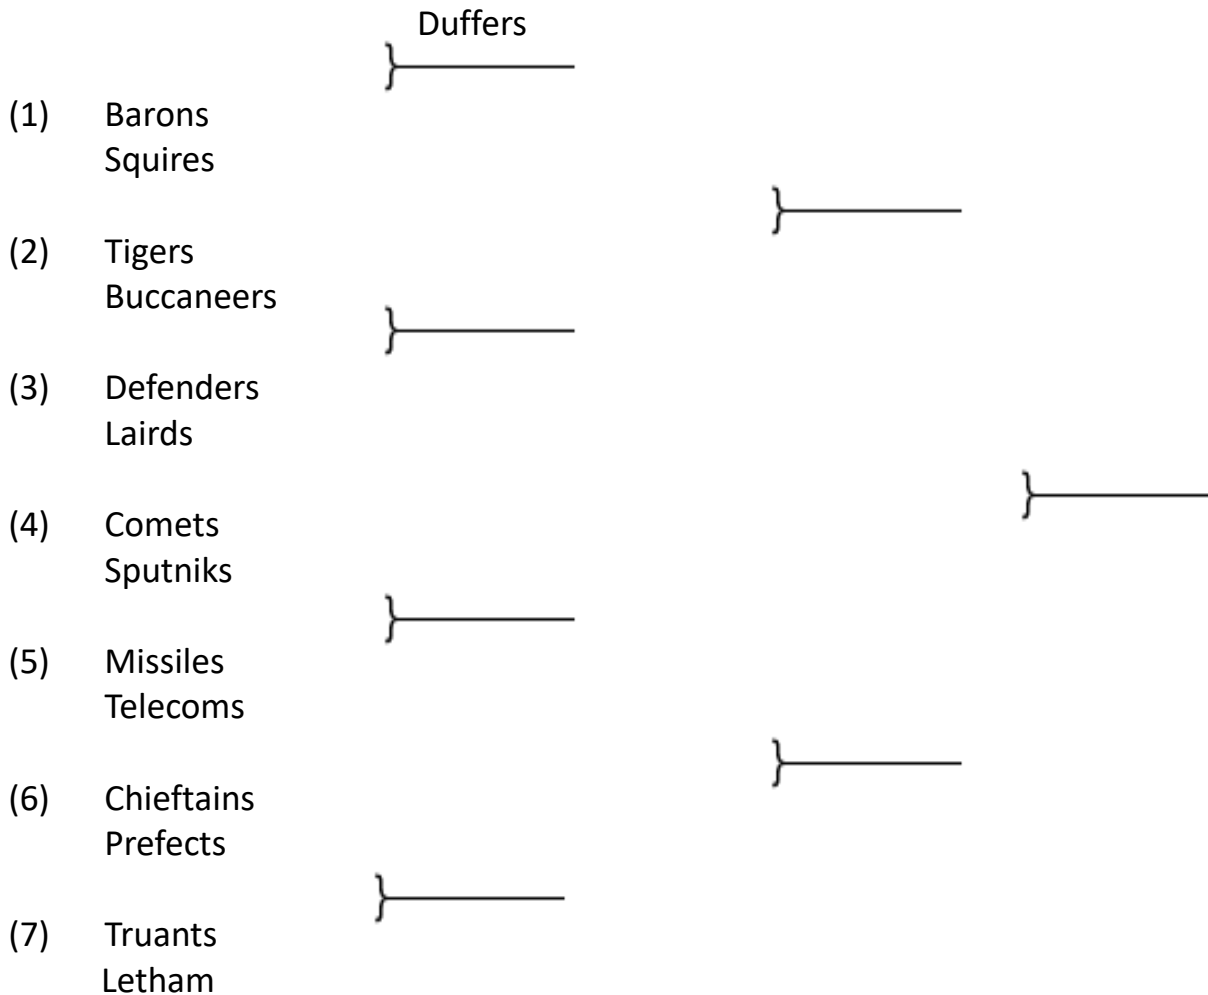 Duffers
(1) Barons
Squires
(2) Tigers
Buccaneers
(3) Defenders
Lairds
(4) Comets
Sputniks
(5) Missiles
Telecoms
(6) Chieftains
Prefects
(7) Truants
Letham